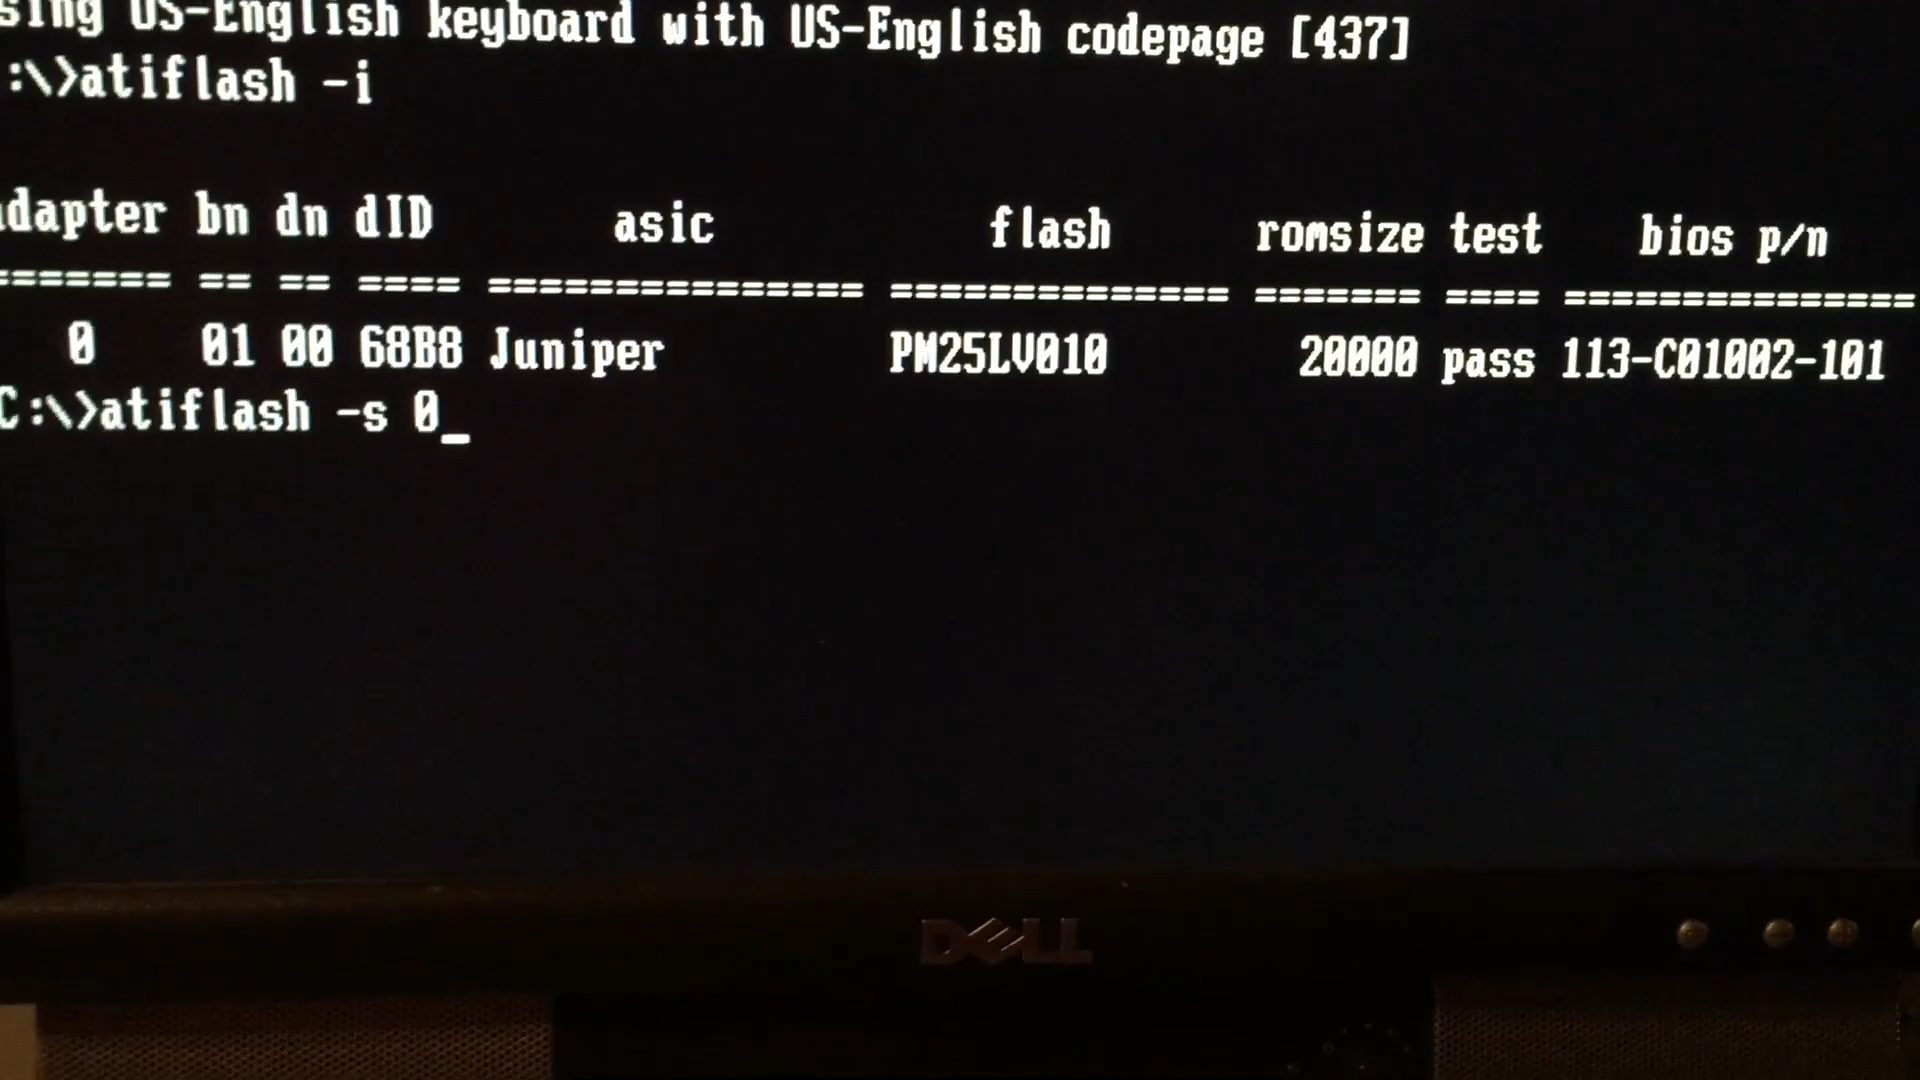 sing US-English keyboard with US-English codepage [437]
:\>atiflash -i
adapter bn dn dID asic flash romsize test bios p/n
======= == == ==== =============== ============== ======= ==== ===============
0 01 00 68B8 Juniper PM25LV010 20000 pass 113-C01002-101
C:\>atiflash -s 0_
DELL